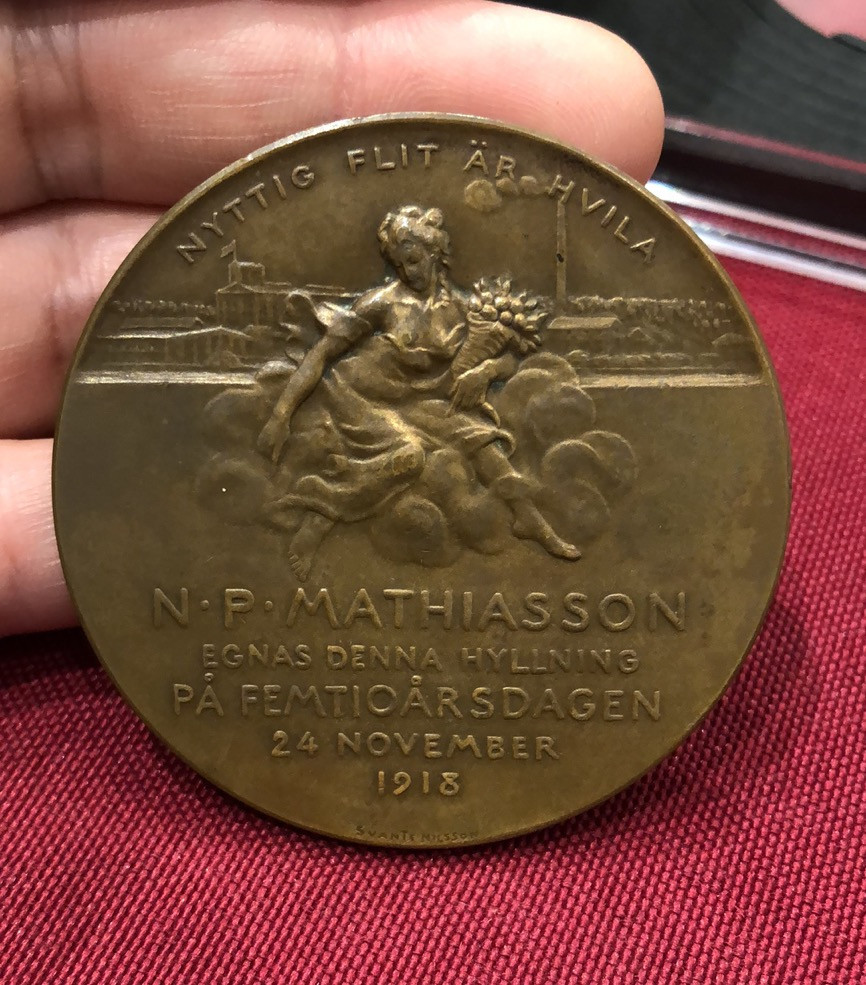 NYTTIG FLIT ÄR HVILA
N·P·MATHIASSON
EGNAS DENNA HYLLNING
PÅ FEMTIOÅRSDAGEN
24 NOVEMBER
1918
SVANTE NILSSON